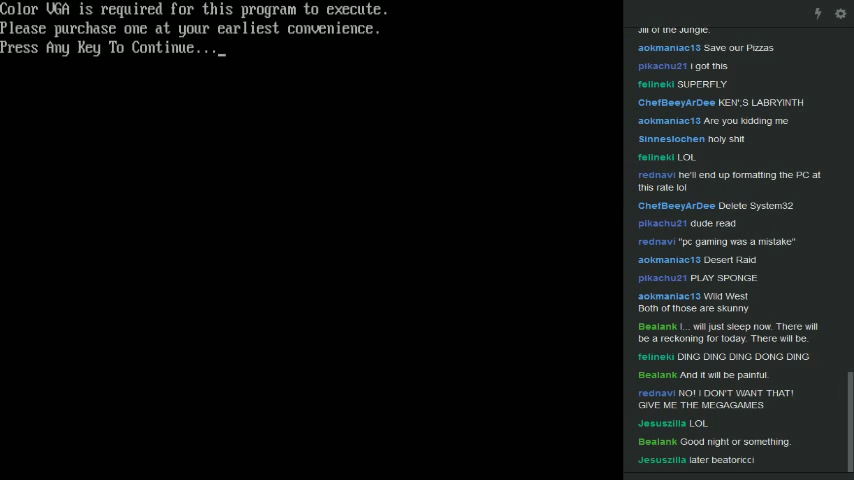 Color VGA is required for this program to execute.
Please purchase one at your earliest convenience.
Press Any Key To Continue..._
Jill of the Jungle.
aokmaniac13 Save our Pizzas
pikachu21 i got this
felineki SUPERFLY
ChefBeeyArDee KEN';S LABRYINTH
aokmaniac13 Are you kidding me
Sinneslochen holy shit
felineki LOL
rednavi he'll end up formatting the PC at
this rate lol
ChefBeeyArDee Delete System32
pikachu21 dude read
rednavi "pc gaming was a mistake"
aokmaniac13 Desert Raid
pikachu21 PLAY SPONGE
aokmaniac13 Wild West
Both of those are skunny
Bealank I... will just sleep now. There will
be a reckoning for today. There will be.
felineki DING DING DING DONG DING
Bealank And it will be painful.
rednavi NO! I DON'T WANT THAT!
GIVE ME THE MEGAGAMES
Jesuszilla LOL
Bealank Good night or something.
Jesuszilla later beatoricci